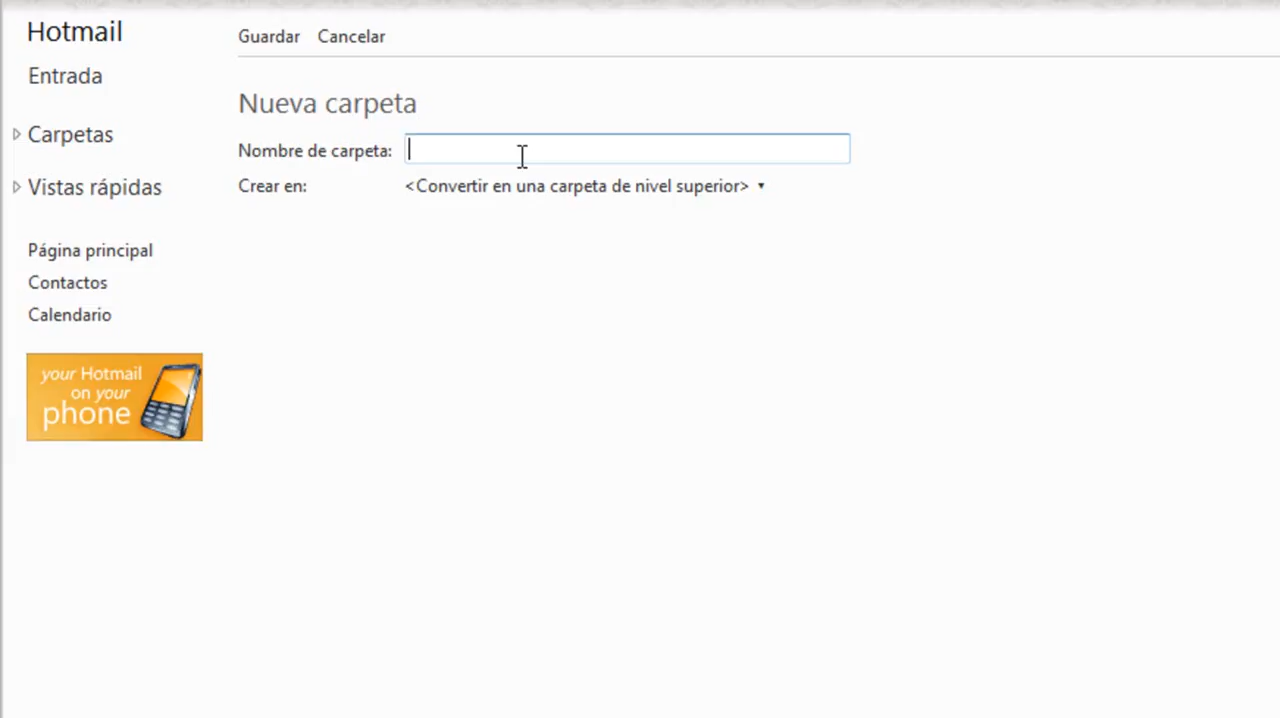 Hotmail
Guardar Cancelar
Entrada
Nueva carpeta
Carpetas
Nombre de carpeta:
Crear en: <Convertir en una carpeta de nivel superior>
Vistas rápidas
Página principal
Contactos
Calendario
your Hotmail
on your
phone